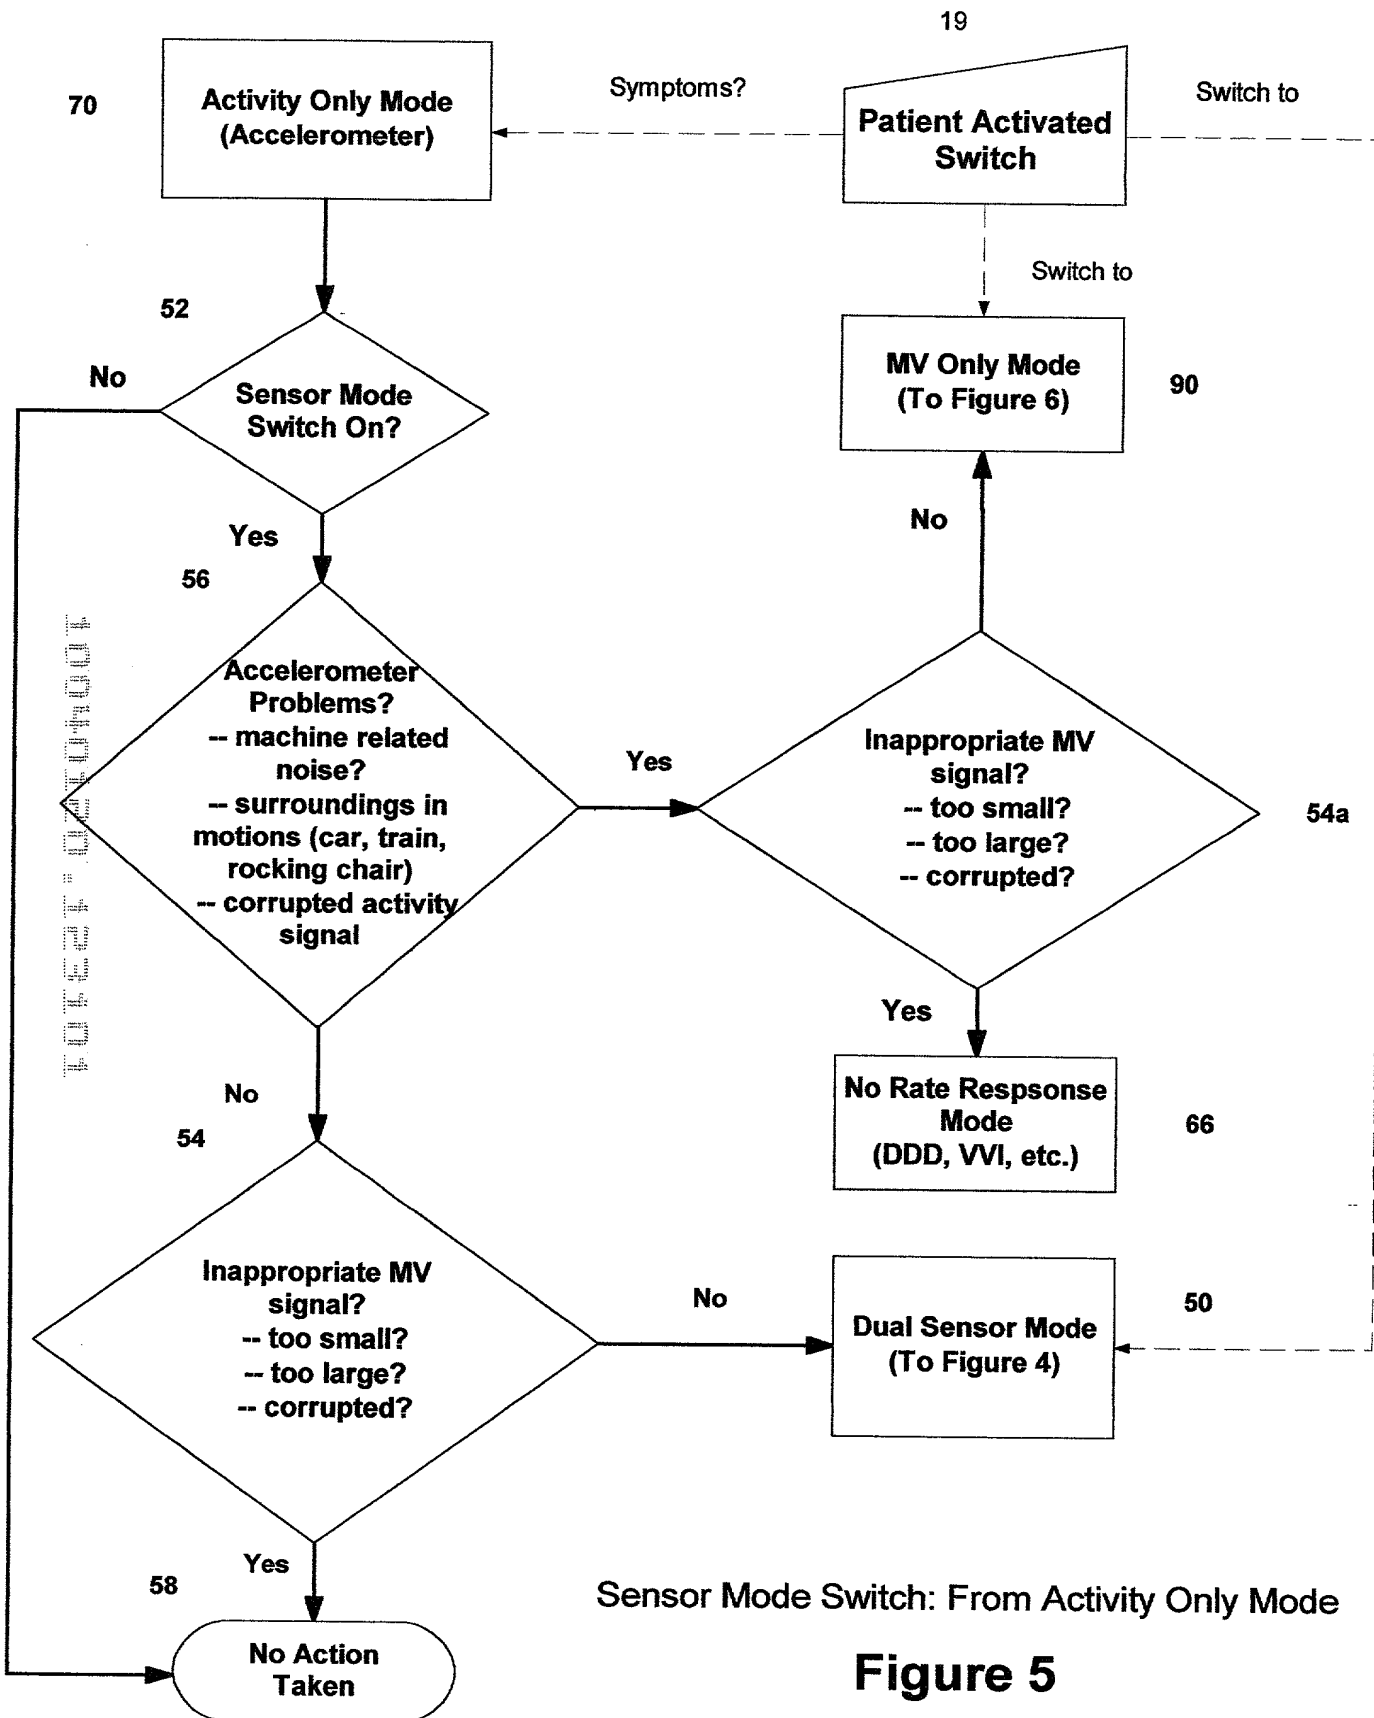 19
70
Activity Only Mode
(Accelerometer)
Symptoms?
Patient Activated
Switch
Switch to
Switch to
52
No
Sensor Mode
Switch On?
MV Only Mode
(To Figure 6)
90
Yes
No
56
Accelerometer
Problems?
-- machine related
noise?
-- surroundings in
motions (car, train,
rocking chair)
-- corrupted activity
signal
Yes
Inappropriate MV
signal?
-- too small?
-- too large?
-- corrupted?
54a
Yes
No Rate Respsonse
Mode
(DDD, VVI, etc.)
66
No
54
Inappropriate MV
signal?
-- too small?
-- too large?
-- corrupted?
No
Dual Sensor Mode
(To Figure 4)
50
Yes
58
No Action
Taken
Sensor Mode Switch: From Activity Only Mode
Figure 5